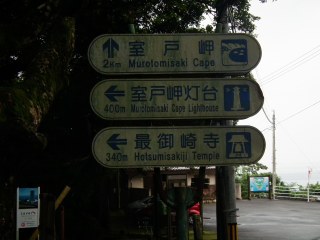 室戸岬
2km Murotomisaki Cape
室戸岬灯台
400m Murotomisaki Cape Lighthouse
最御崎寺
340m Hotsumisakiji Temple